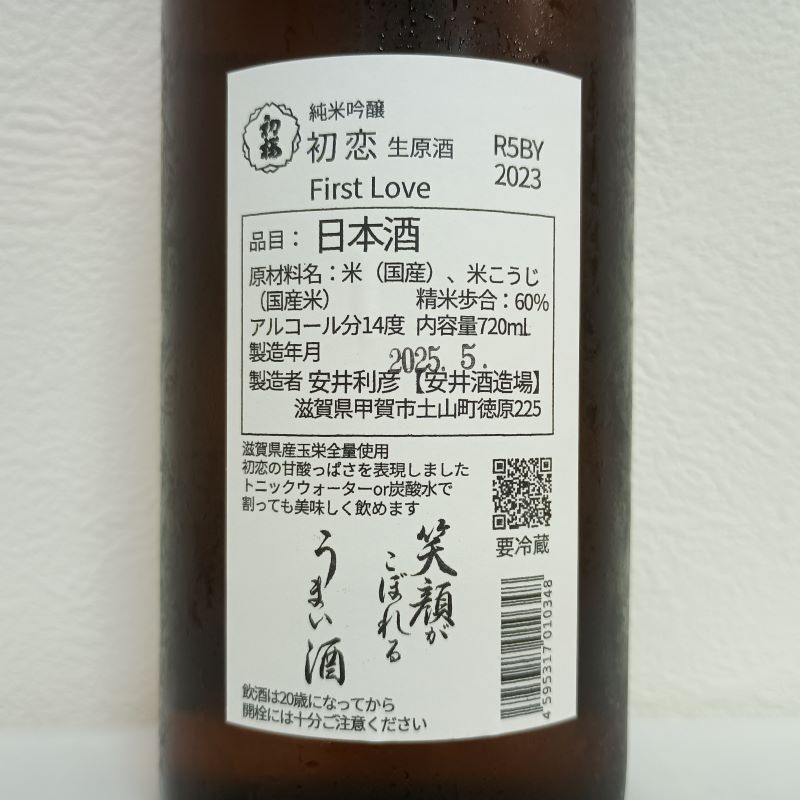 初桜
純米吟醸
初恋 生原酒
R5BY
2023
First Love
品目：日本酒
原材料名：米（国産）、米こうじ
（国産米） 精米歩合：60%
アルコール分14度 内容量720mL
製造年月 2025.5.
製造者 安井利彦【安井酒造場】
滋賀県甲賀市土山町徳原225
滋賀県産玉栄全量使用
初恋の甘酸っぱさを表現しました
トニックウォーターor炭酸水で
割っても美味しく飲めます
要冷蔵
笑顔が
こぼれる
うまい酒
4 595317 010348
飲酒は20歳になってから
開栓には十分ご注意ください